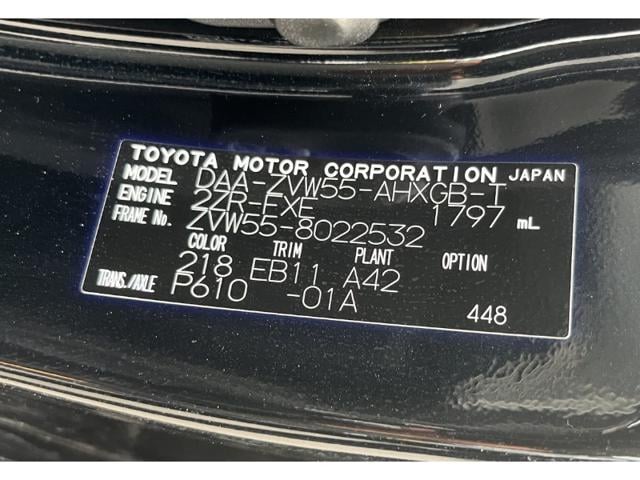 TOYOTA MOTOR CORPORATION JAPAN
MODEL DAA-ZVW55-AHXGB-T
ENGINE 2ZR-FXE 1797 mL
FRAME No. ZVW55-8022532
COLOR TRIM PLANT OPTION
218 EB11 A42
TRANS./AXLE P610 -01A 448